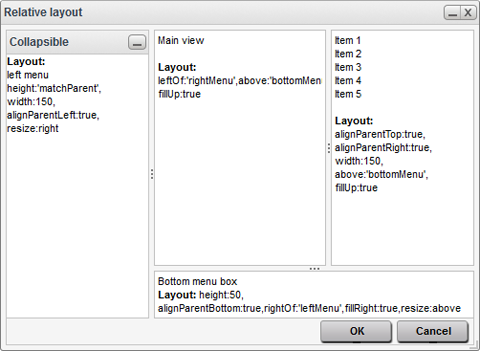 Relative layout
Collapsible
Layout:
left menu
height:'matchParent',
width:150,
alignParentLeft:true,
resize:right
Main view
Layout:
leftOf:'rightMenu',above:'bottomMen
fillUp:true
Item 1
Item 2
Item 3
Item 4
Item 5
Layout:
alignParentTop:true,
alignParentRight:true,
width:150,
above:'bottomMenu',
fillUp:true
Bottom menu box
Layout: height:50,
alignParentBottom:true,rightOf:'leftMenu',fillRight:true,resize:above
OK
Cancel